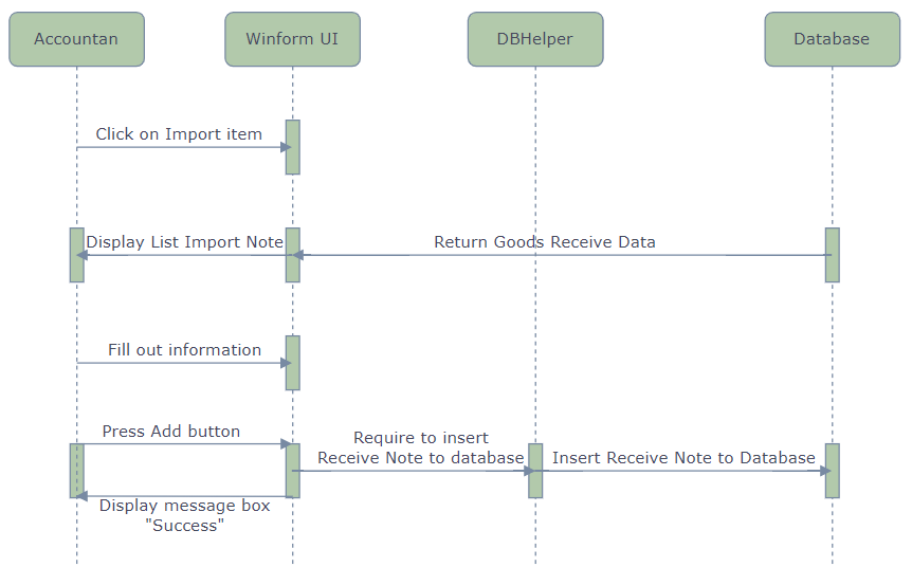 Accountan
Winform UI
DBHelper
Database
Click on Import item
Display List Import Note
Return Goods Receive Data
Fill out information
Press Add button
Require to insert
Receive Note to database
Insert Receive Note to Database
Display message box
"Success"